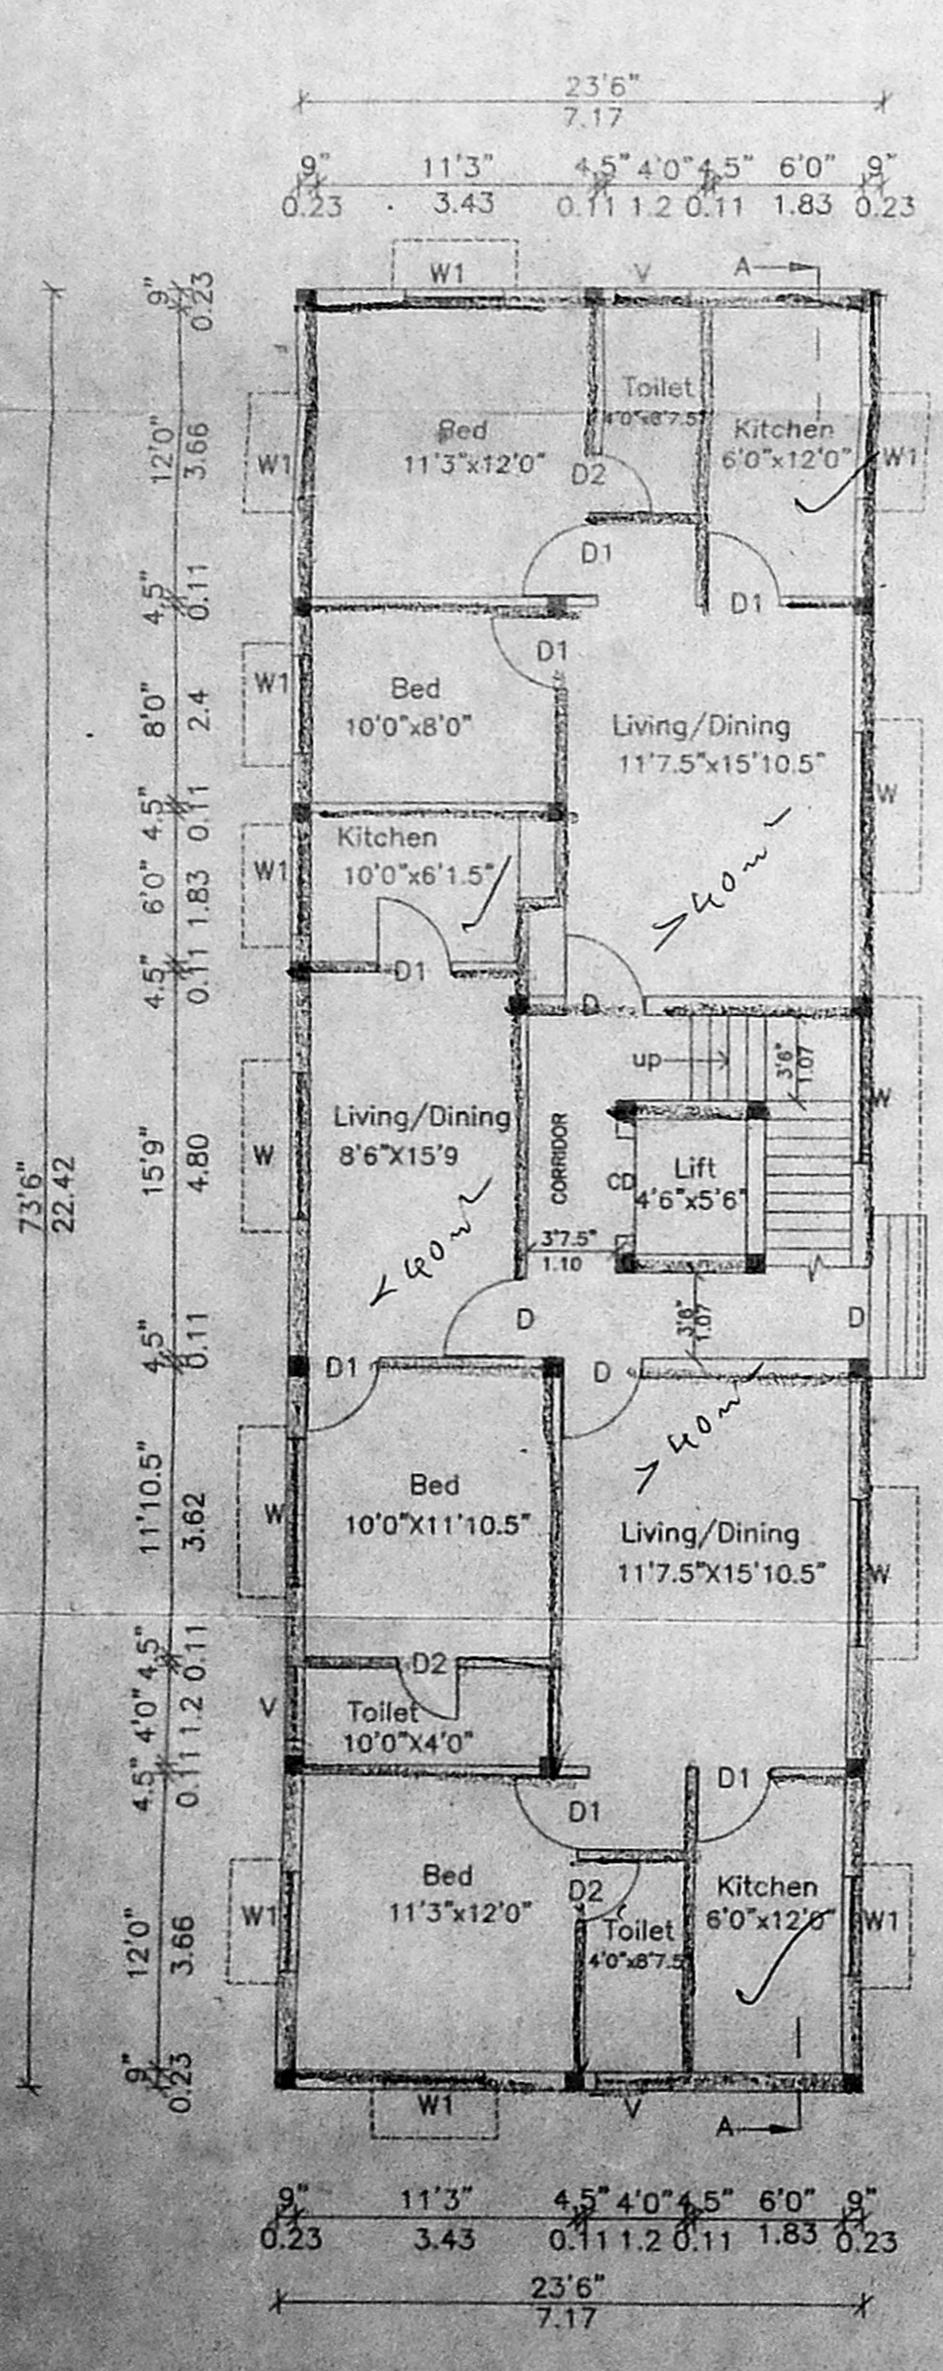 23'6"
7.17
9" 11'3" 4.5" 4'0" 4.5" 6'0" 9"
0.23 3.43 0.11 1.2 0.11 1.83 0.23
W1 V A
9"
0.23
Toilet
4'0"x8'7.5"
Bed
11'3"x12'0"
Kitchen
6'0"x12'0"
W1 W1
12'0"
3.66
D2
D1
D1
4.5"
0.11
D1
W1
Bed
10'0"x8'0"
8'0"
2.4
Living/Dining
11'7.5"x15'10.5"
W
4.5"
0.11
Kitchen
10'0"x6'1.5"
W1
6'0"
1.83
>40m
D1
4.5"
0.11
D
up
3'6"
1.07
W
Living/Dining
8'6"X15'9
CORRIDOR
Lift
4'6"x5'6"
CD
W
15'9"
4.80
73'6"
22.42
<40m
3'7.5"
1.10
D
3'6"
1.07
D
4.5"
0.11
D1
D
>40m
Bed
10'0"X11'10.5"
W
11'10.5"
3.62
Living/Dining
11'7.5"X15'10.5"
W
4.5"
0.11
D2
V
Toilet
10'0"X4'0"
4'0"
1.2
4.5"
0.11
D1
D1
Bed
11'3"x12'0"
D2
Toilet
4'0"x8'7.5"
Kitchen
6'0"x12'0"
W1 W1
12'0"
3.66
9"
0.23
W1 V A
9" 11'3" 4.5" 4'0" 4.5" 6'0" 9"
0.23 3.43 0.11 1.2 0.11 1.83 0.23
23'6"
7.17